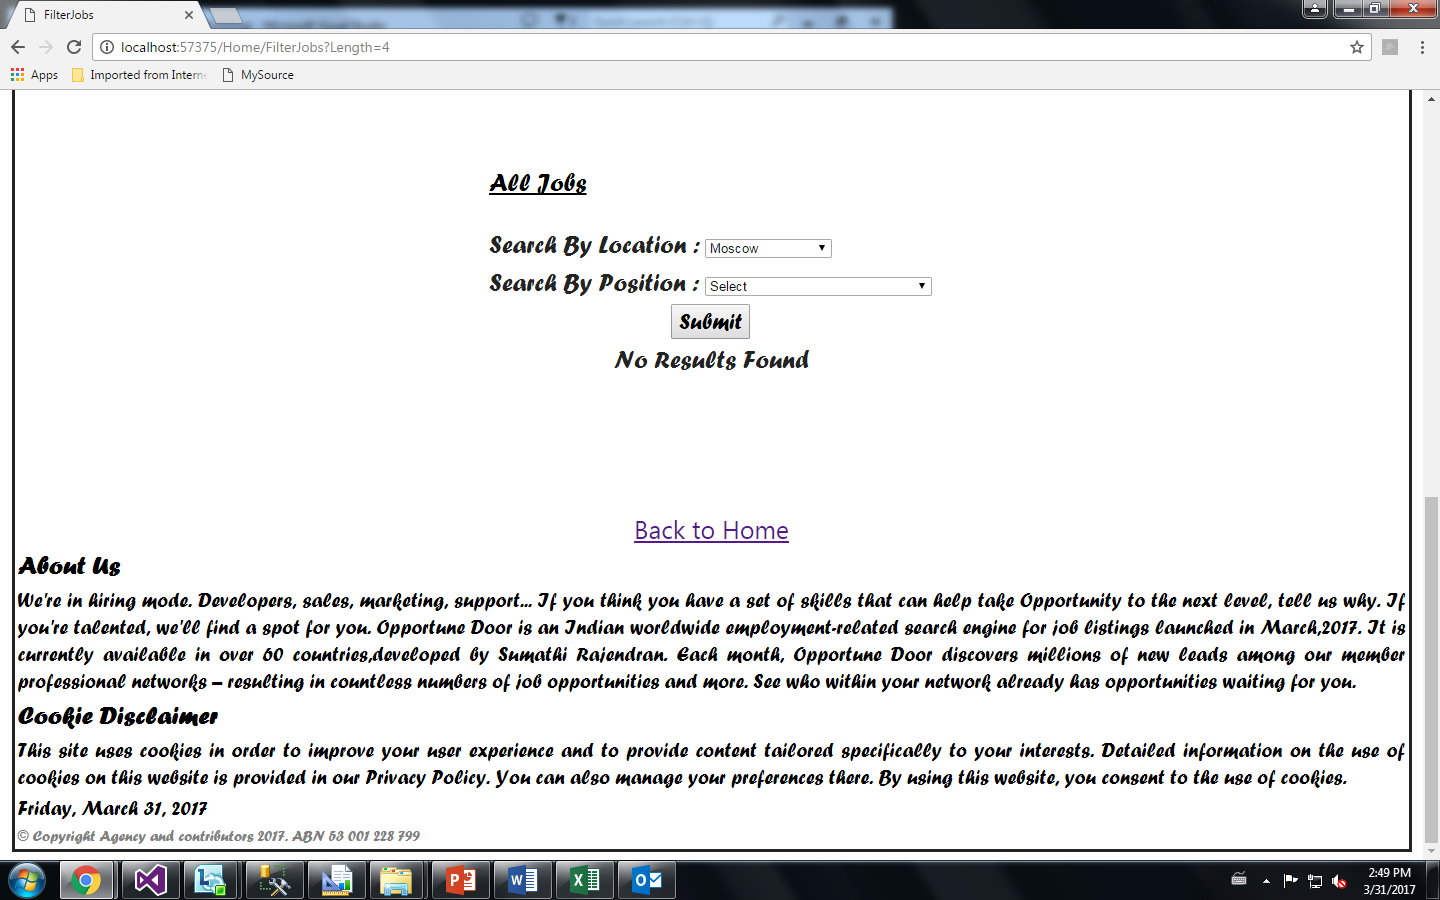 FilterJobs
localhost:57375/Home/FilterJobs?Length=4
Apps Imported from Intern MySource
All Jobs
Search By Location : Moscow
Search By Position : Select
Submit
No Results Found
Back to Home
About Us
We're in hiring mode. Developers, sales, marketing, support... If you think you have a set of skills that can help take Opportunity to the next level, tell us why. If
you're talented, we'll find a spot for you. Opportune Door is an Indian worldwide employment-related search engine for job listings launched in March,2017. It is
currently available in over 60 countries,developed by Sumathi Rajendran. Each month, Opportune Door discovers millions of new leads among our member
professional networks – resulting in countless numbers of job opportunities and more. See who within your network already has opportunities waiting for you.
Cookie Disclaimer
This site uses cookies in order to improve your user experience and to provide content tailored specifically to your interests. Detailed information on the use of
cookies on this website is provided in our Privacy Policy. You can also manage your preferences there. By using this website, you consent to the use of cookies.
Friday, March 31, 2017
© Copyright Agency and contributors 2017. ABN 53 001 228 799
2:49 PM
3/31/2017